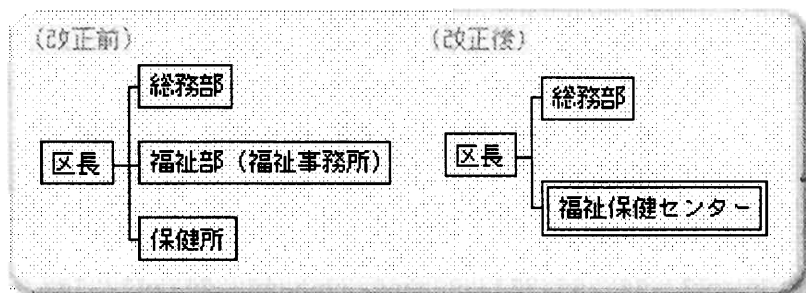 (改正前)
総務部
区長
福祉部(福祉事務所)
保健所
(改正後)
総務部
区長
福祉保健センター